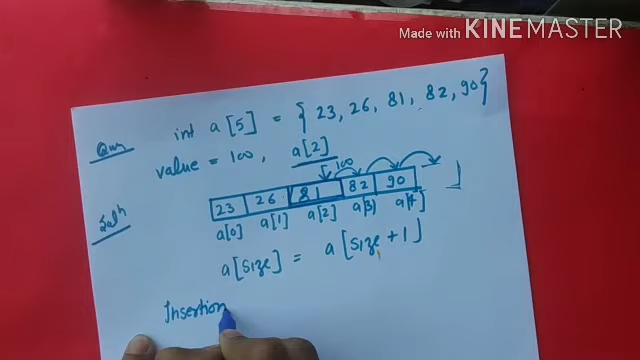 Made with KINEMASTER
Qus int a[5] = { 23, 26, 81, 82, 90}
value = 100, a[2]
100
23 26 81 82 90
Solⁿ a[0] a[1] a[2] a[3] a[4]
a[size] = a[size+1]
Insertion